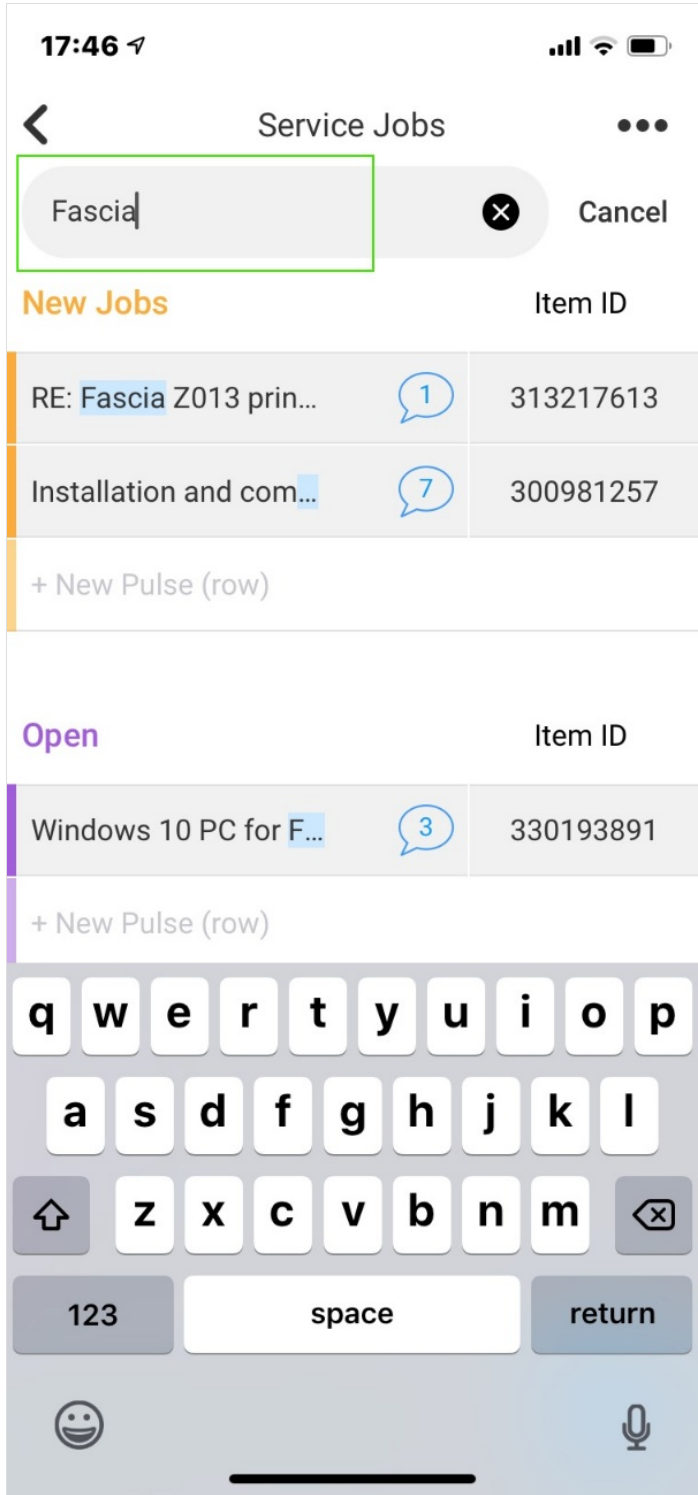 17:46
Service Jobs
Fascia
Cancel
New Jobs Item ID
RE: Fascia Z013 prin... 1 313217613
Installation and com... 7 300981257
+ New Pulse (row)
Open Item ID
Windows 10 PC for F... 3 330193891
+ New Pulse (row)
q w e r t y u i o p
a s d f g h j k l
z x c v b n m
123 space return